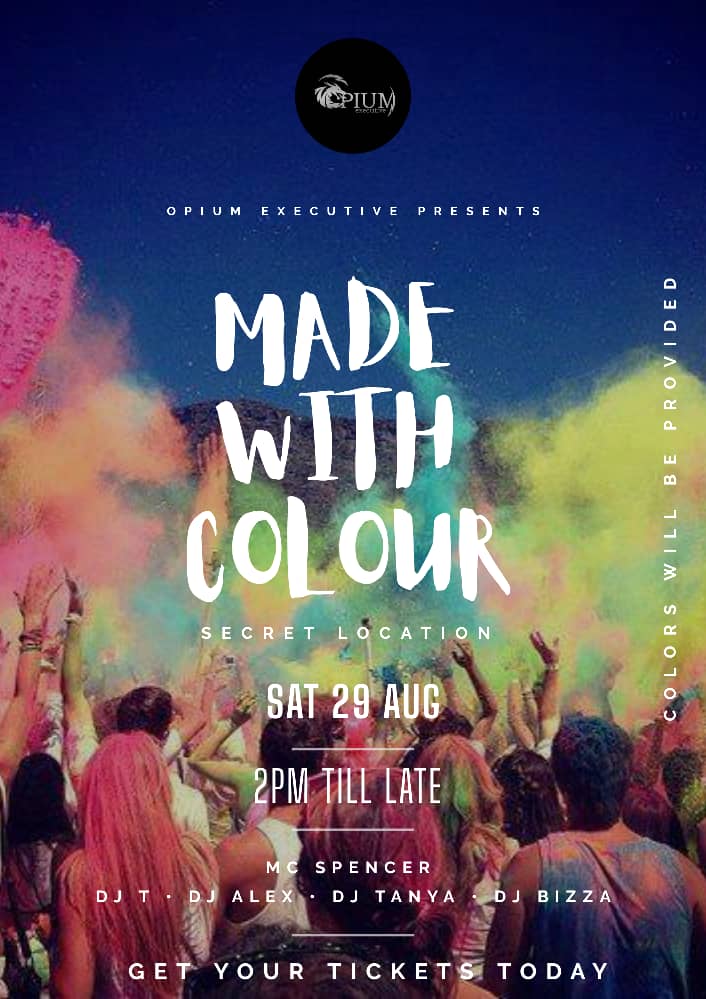 OPIUM
executive
OPIUM EXECUTIVE PRESENTS
MADE
WITH
COLOUR
SECRET LOCATION
SAT 29 AUG
2PM TILL LATE
MC SPENCER
DJ T • DJ ALEX • DJ TANYA • DJ BIZZA
GET YOUR TICKETS TODAY
COLORS WILL BE PROVIDED